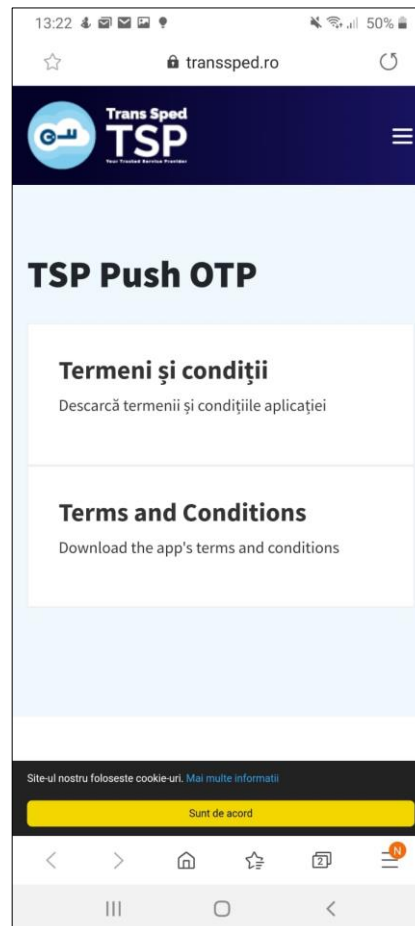 13:22 50%
transsped.ro
Trans Sped
TSP
Your Trusted Service Provider
TSP Push OTP
Termeni și condiții
Descarcă termenii și condițiile aplicației
Terms and Conditions
Download the app's terms and conditions
Site-ul nostru foloseste cookie-uri. Mai multe informatii
Sunt de acord
2
N